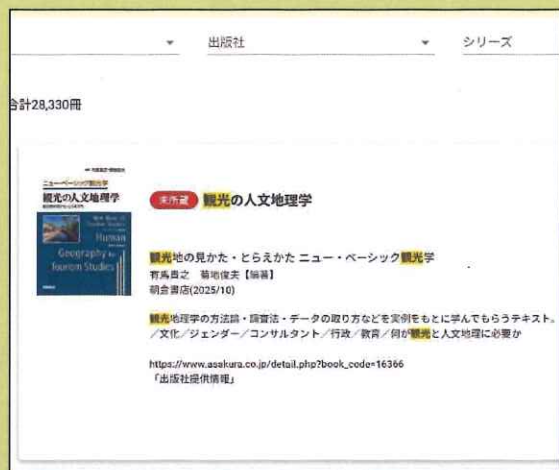 出版社
シリーズ
合計28,330冊
ニュー・ベーシック観光学
観光の人文地理学
Human
Geography for
Tourism Studies
未所蔵 観光の人文地理学
観光地の見かた・とらえかた ニュー・ベーシック観光学
有馬貴之 菊地俊夫【編著】
朝倉書店(2025/10)
観光地理学の方法論・調査法・データの取り方などを実例をもとに学んでもらうテキスト。
/文化/ジェンダー/コンサルタント/行政/教育/何が観光と人文地理に必要か
https://www.asakura.co.jp/detail.php?book_code=16366
「出版社提供情報」